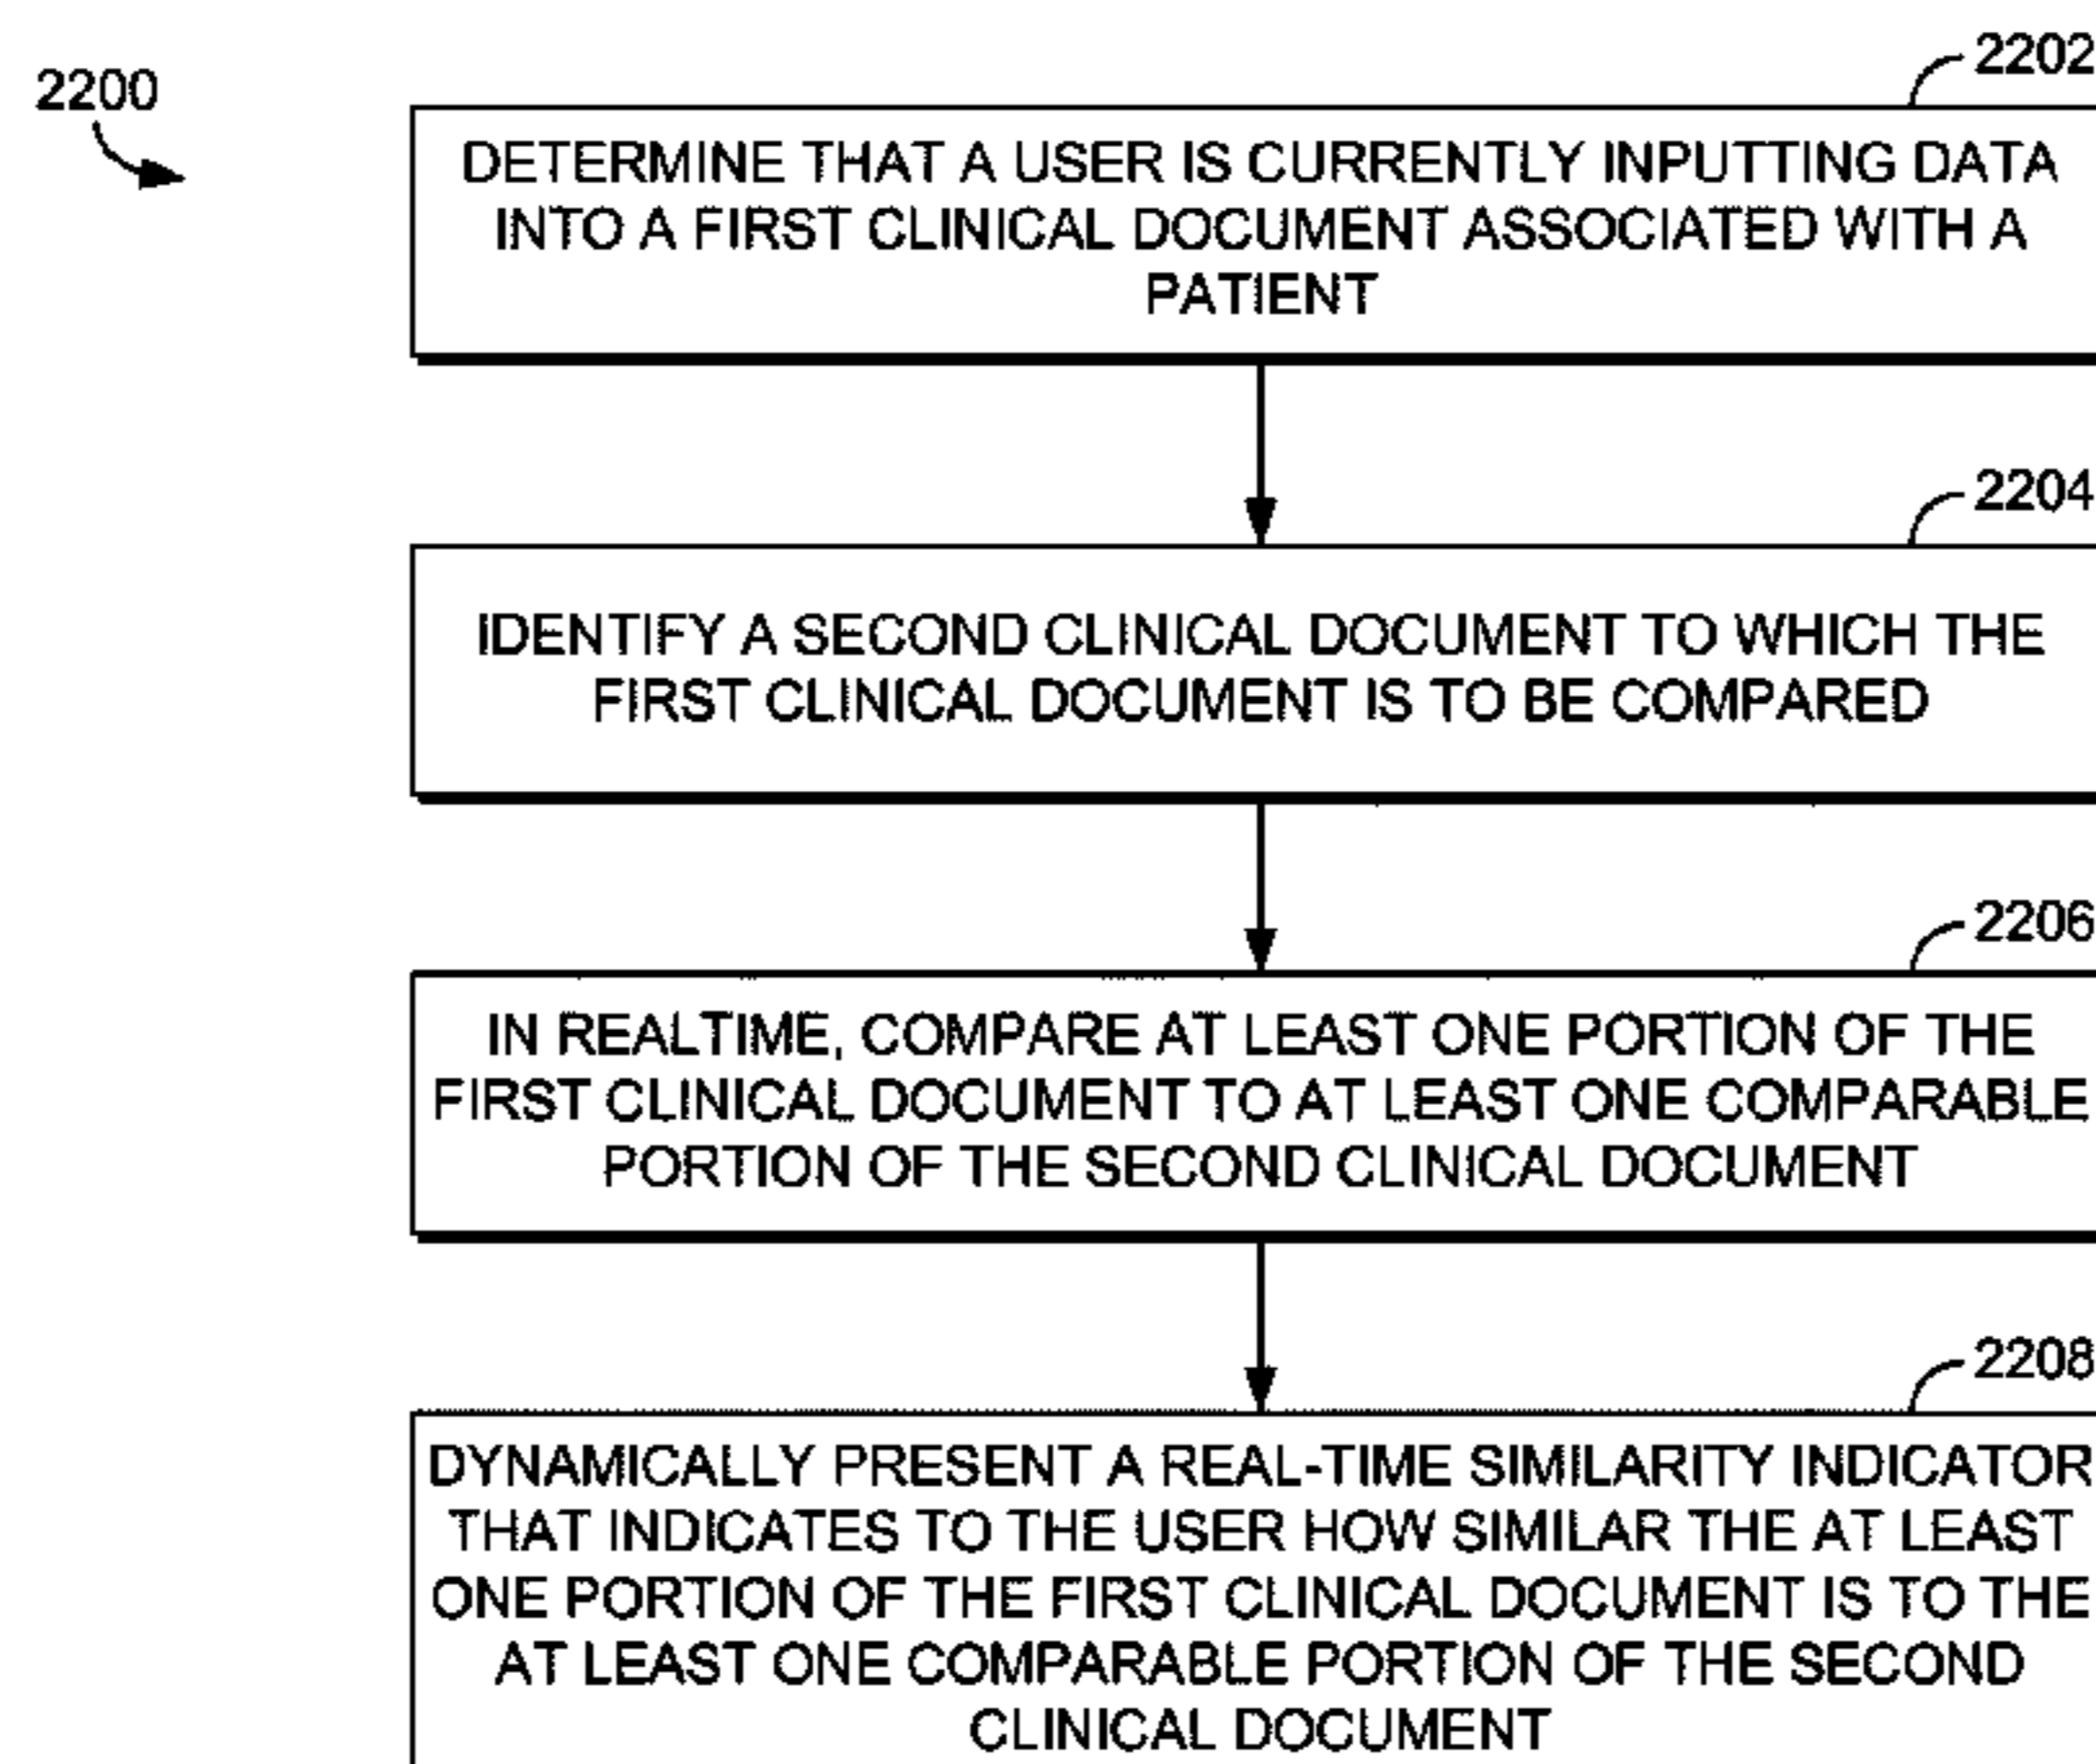 2200
2202
DETERMINE THAT A USER IS CURRENTLY INPUTTING DATA
INTO A FIRST CLINICAL DOCUMENT ASSOCIATED WITH A
PATIENT
2204
IDENTIFY A SECOND CLINICAL DOCUMENT TO WHICH THE
FIRST CLINICAL DOCUMENT IS TO BE COMPARED
2206
IN REALTIME, COMPARE AT LEAST ONE PORTION OF THE
FIRST CLINICAL DOCUMENT TO AT LEAST ONE COMPARABLE
PORTION OF THE SECOND CLINICAL DOCUMENT
2208
DYNAMICALLY PRESENT A REAL-TIME SIMILARITY INDICATOR
THAT INDICATES TO THE USER HOW SIMILAR THE AT LEAST
ONE PORTION OF THE FIRST CLINICAL DOCUMENT IS TO THE
AT LEAST ONE COMPARABLE PORTION OF THE SECOND
CLINICAL DOCUMENT